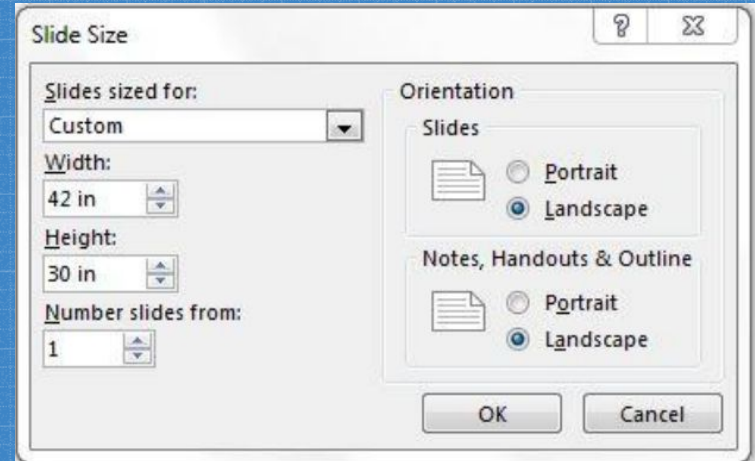 Slide Size
Slides sized for:
Custom
Width:
42 in
Height:
30 in
Number slides from:
1
Orientation
Slides
Portrait
Landscape
Notes, Handouts & Outline
Portrait
Landscape
OK
Cancel